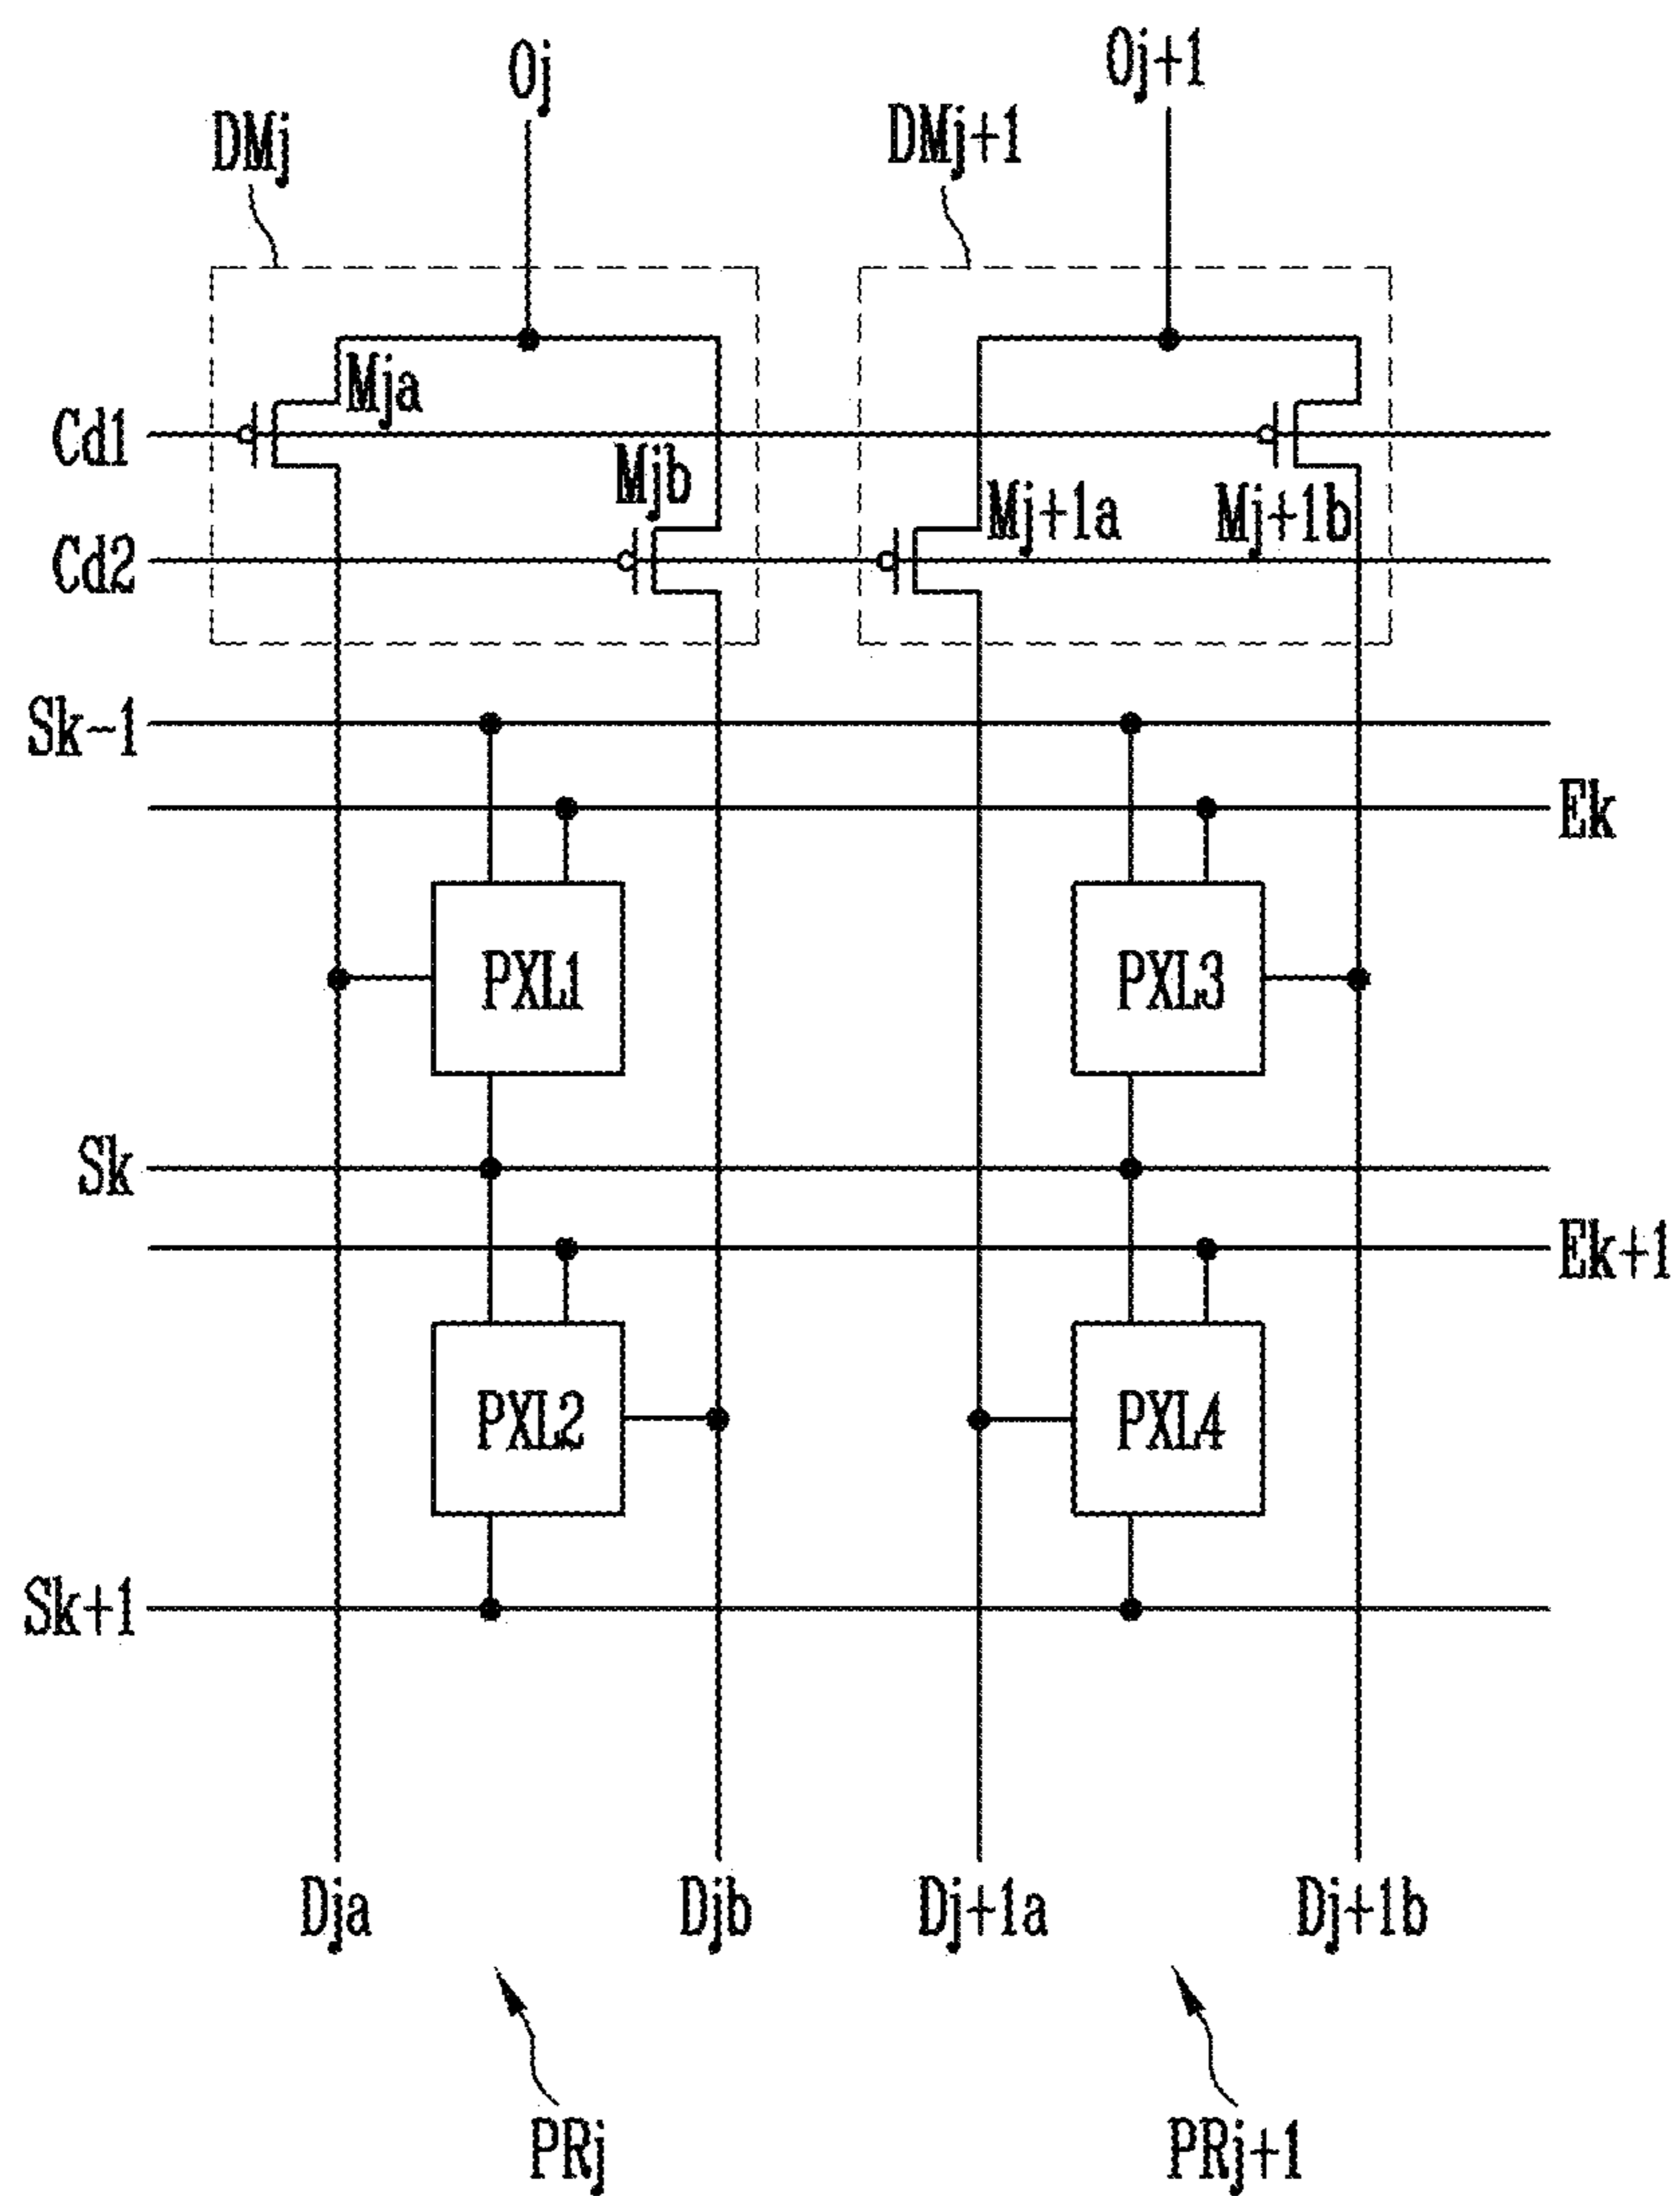 Oj
Oj+1
DMj
DMj+1
Mja
Cd1
Mjb
Mj+1a
Mj+1b
Cd2
Sk-1
Ek
PXL1
PXL3
Sk
Ek+1
PXL2
PXL4
Sk+1
Dja
Djb
Dj+1a
Dj+1b
PRj
PRj+1